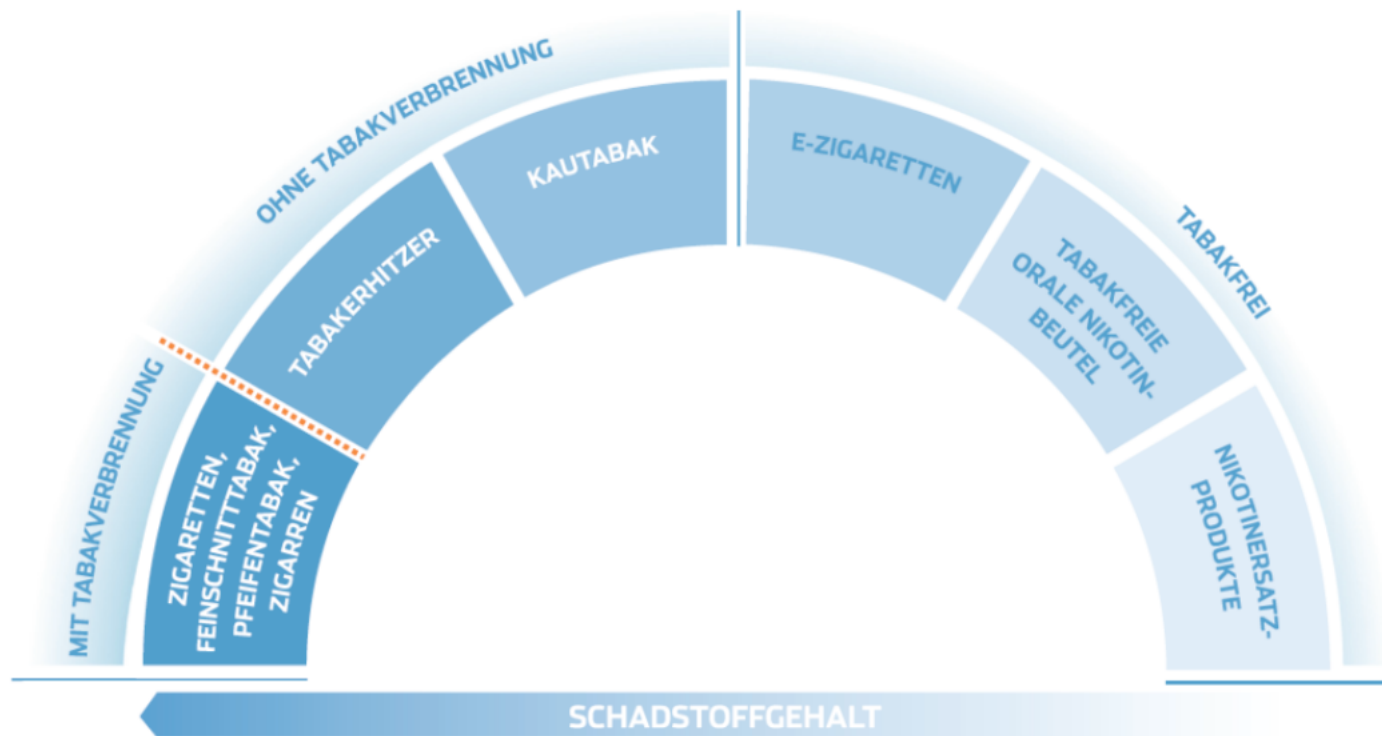 MIT TABAKVERBRENNUNG
OHNE TABAKVERBRENNUNG
TABAKFREI
ZIGARETTEN,
FEINSCHNITTTABAK,
PFEIFENTABAK,
ZIGARREN
TABAKERHITZER
KAUTABAK
E-ZIGARETTEN
TABAKFREIE
ORALE NIKOTIN-
BEUTEL
NIKOTINERSATZ-
PRODUKTE
SCHADSTOFFGEHALT